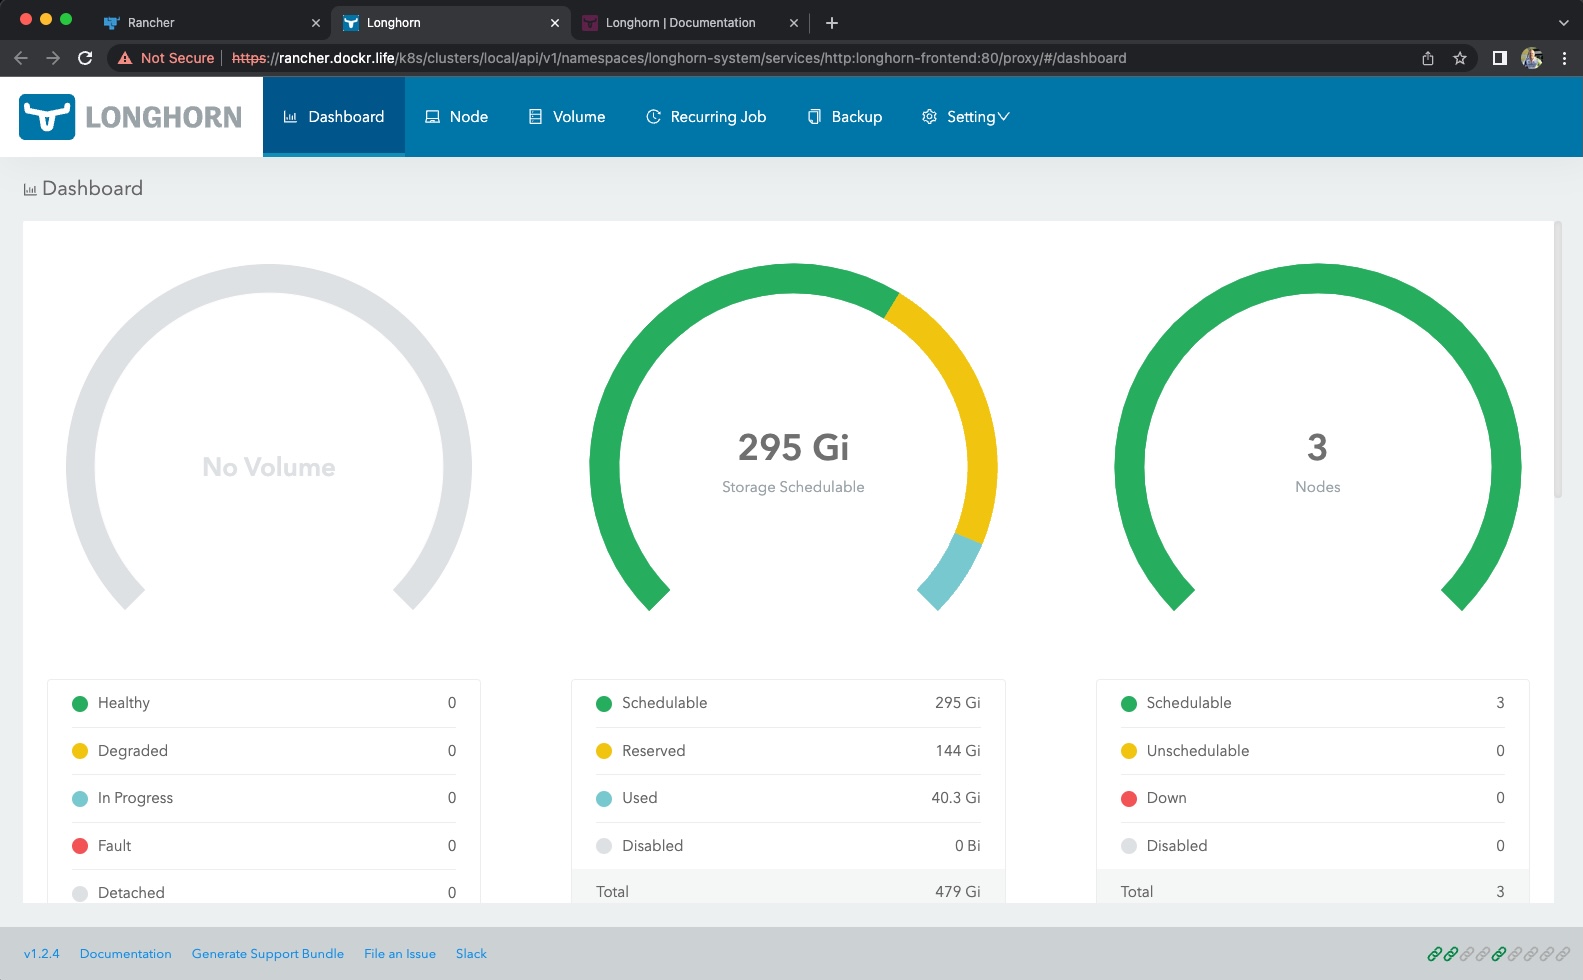 Rancher
Longhorn
Longhorn | Documentation
Not Secure
https://rancher.dockr.life/k8s/clusters/local/api/v1/namespaces/longhorn-system/services/http:longhorn-frontend:80/proxy/#/dashboard
LONGHORN
Dashboard
Node
Volume
Recurring Job
Backup
Setting
Dashboard
No Volume
295 Gi
Storage Schedulable
3
Nodes
Healthy 0
Degraded 0
In Progress 0
Fault 0
Detached 0
Schedulable 295 Gi
Reserved 144 Gi
Used 40.3 Gi
Disabled 0 Bi
Total 479 Gi
Schedulable 3
Unschedulable 0
Down 0
Disabled 0
Total 3
v1.2.4
Documentation
Generate Support Bundle
File an Issue
Slack